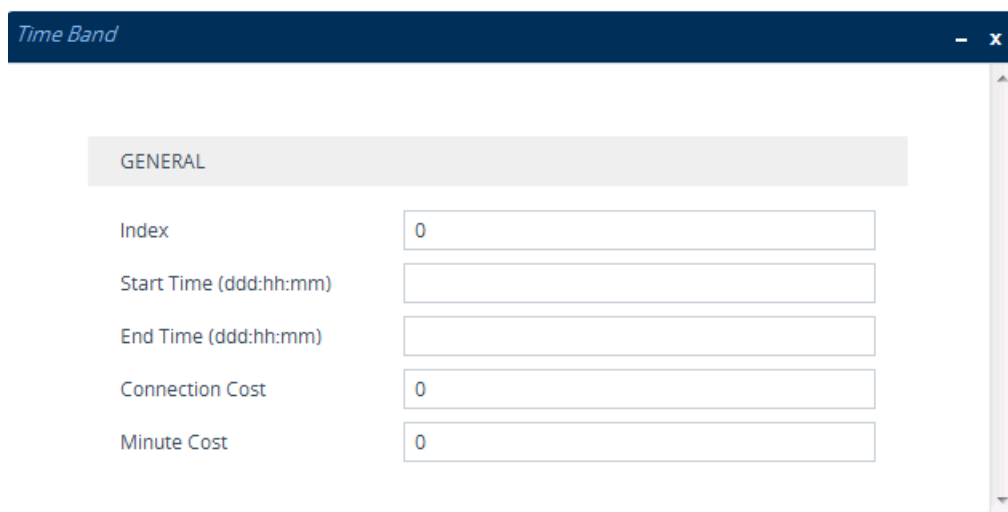 Time Band
– x
GENERAL
Index 0
Start Time (ddd:hh:mm)
End Time (ddd:hh:mm)
Connection Cost 0
Minute Cost 0